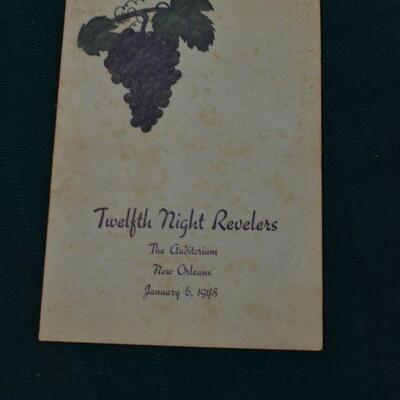 Twelfth Night Revelers
The Auditorium
New Orleans
January 6, 1948